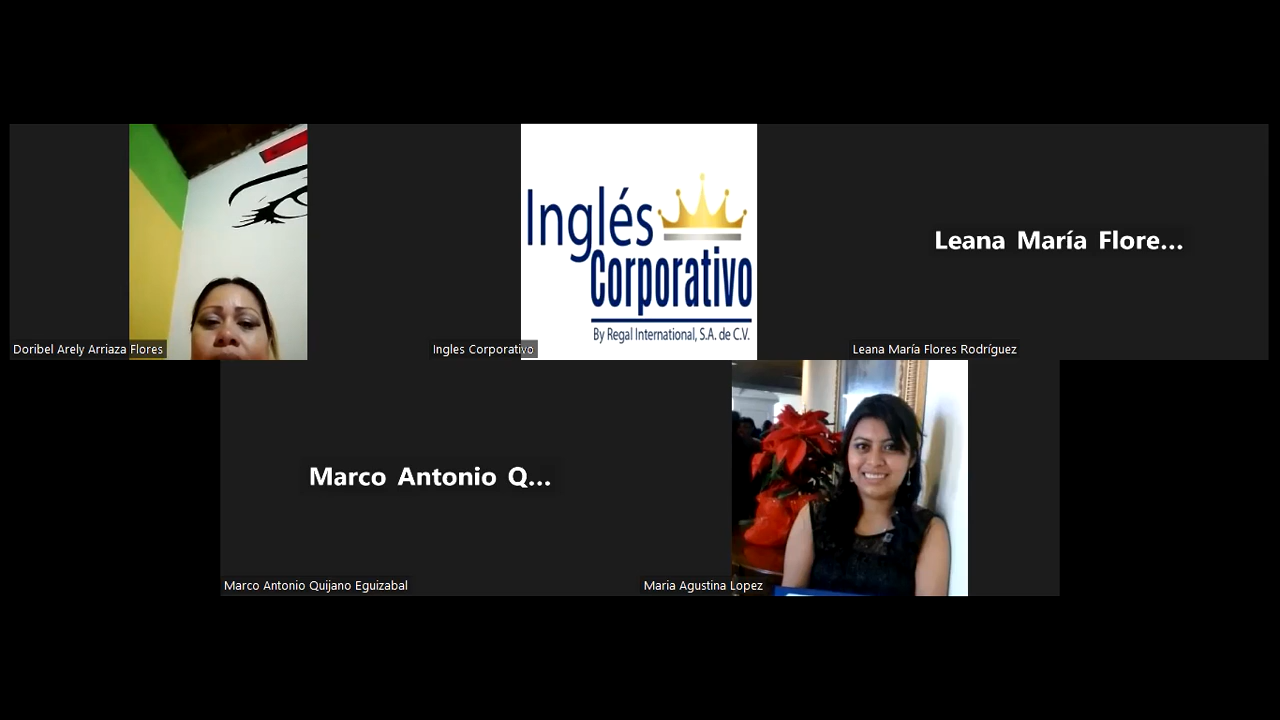 Inglés
Corporativo
By Regal International, S.A. de C.V.
Leana María Flore...
Doribel Arely Arriaza Flores
Ingles Corporativo
Leana María Flores Rodríguez
Marco Antonio Q...
Marco Antonio Quijano Eguizabal
Maria Agustina Lopez